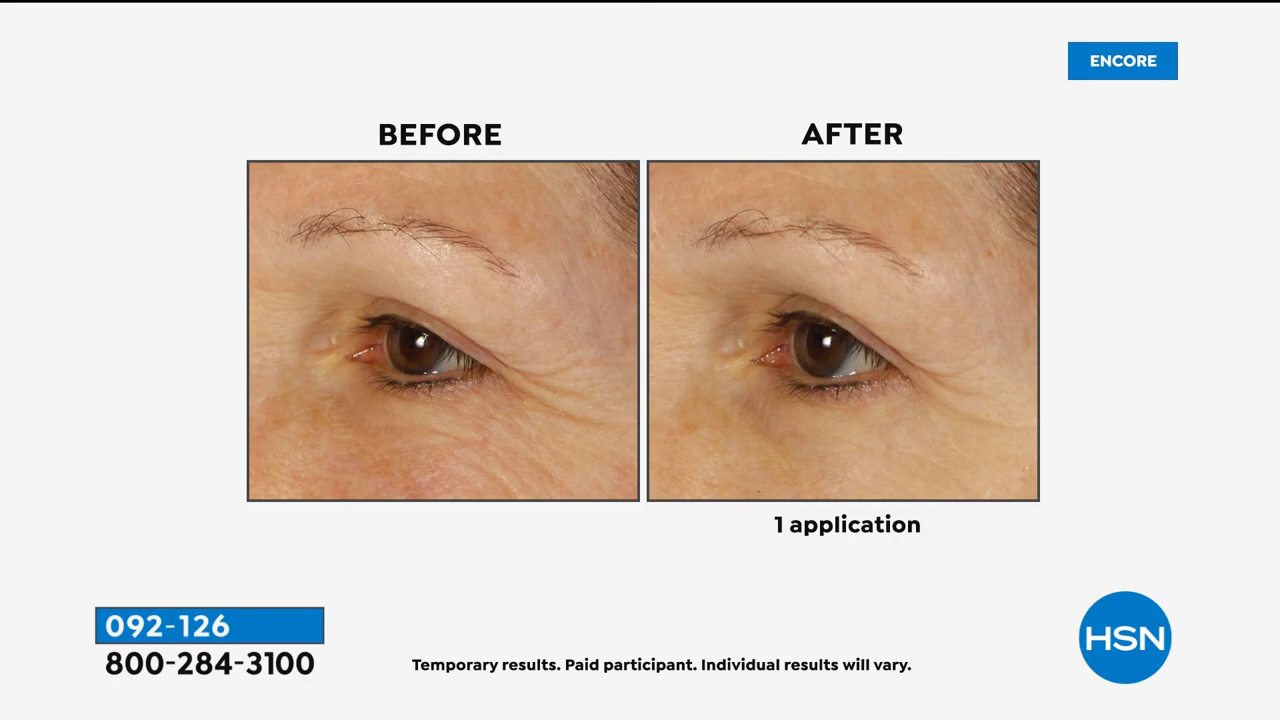 ENCORE
BEFORE
AFTER
1 application
092-126
800-284-3100
Temporary results. Paid participant. Individual results will vary.
HSN